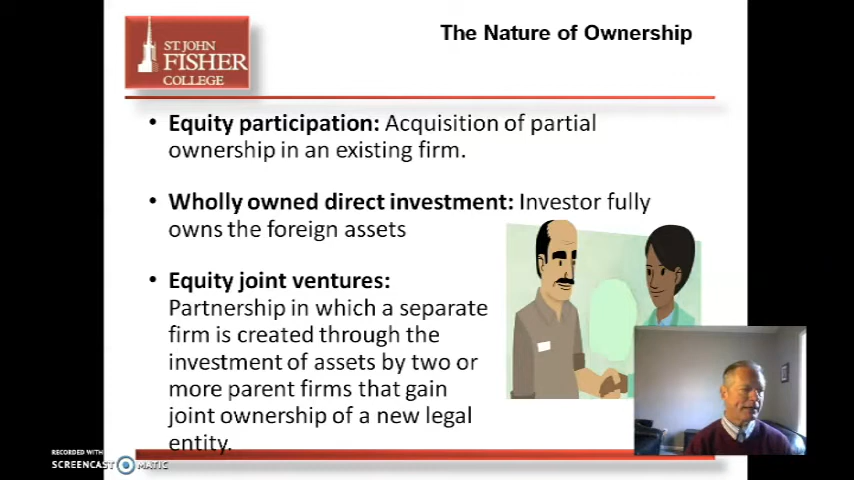 The Nature of Ownership
ST JOHN
FISHER
COLLEGE
• Equity participation: Acquisition of partial
ownership in an existing firm.
• Wholly owned direct investment: Investor fully
owns the foreign assets
• Equity joint ventures:
Partnership in which a separate
firm is created through the
investment of assets by two or
more parent firms that gain
joint ownership of a new legal
entity.
RECORDED WITH
SCREENCAST MATIC